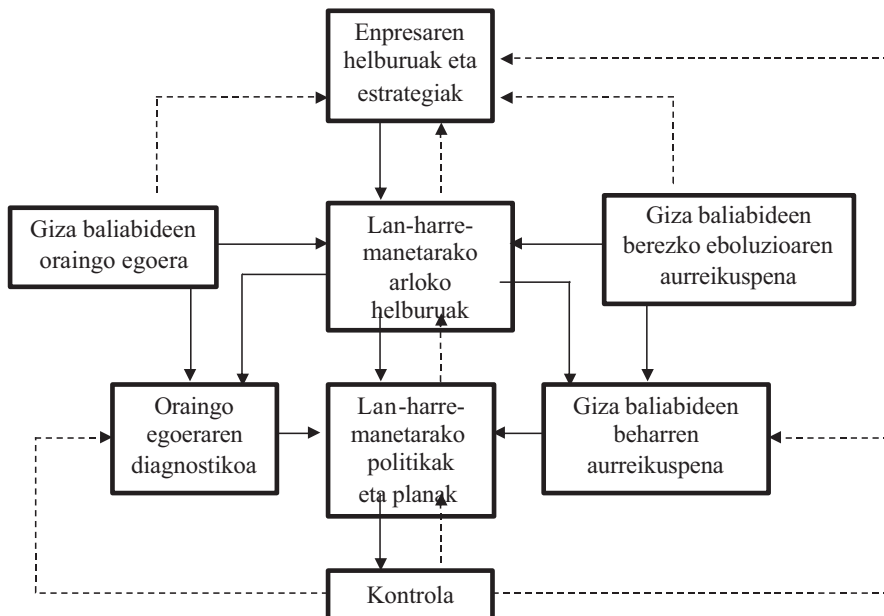 Enpresaren
helburuak eta
estrategiak
Giza baliabideen
oraingo egoera
Lan-harre-
manetarako
arloko
helburuak
Giza baliabideen
berezko eboluzioaren
aurreikuspena
Oraingo
egoeraren
diagnostikoa
Lan-harre-
manetarako
politikak
eta planak
Giza baliabideen
beharren
aurreikuspena
Kontrola